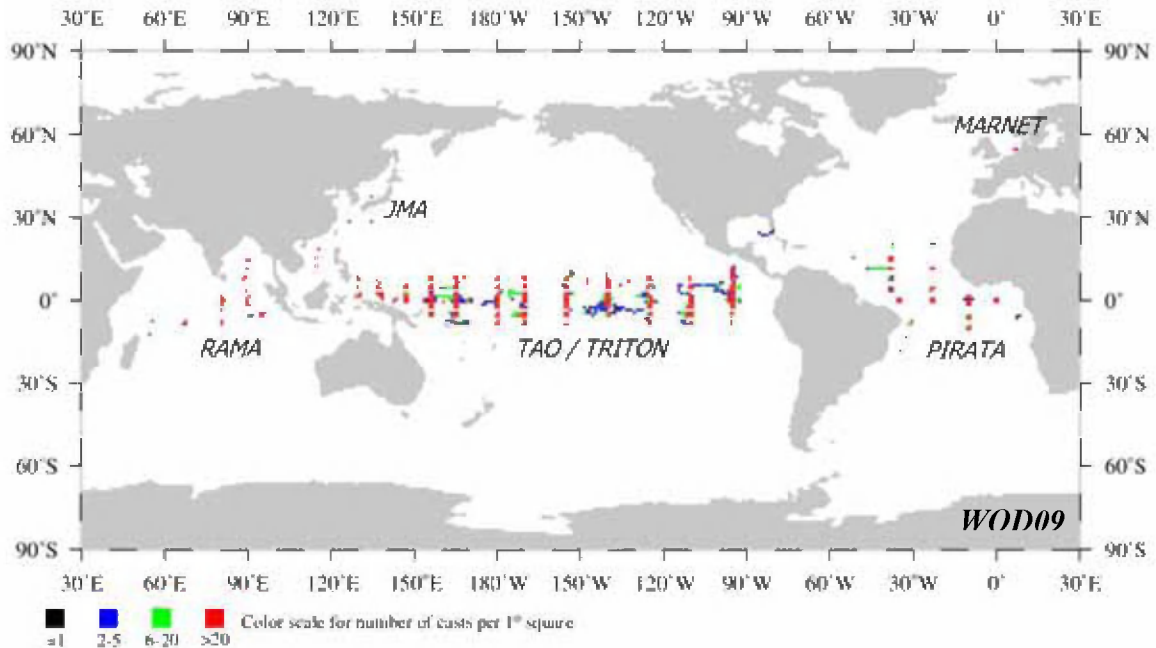 30˚E 60˚E 90˚E 120˚E 150˚E 180˚W 150˚W 120˚W 90˚W 60˚W 30˚W 0˚ 30˚E
90˚N 90˚N
MARNET
60˚N 60˚N
JMA
30˚N 30˚N
0˚ 0˚
RAMA TAO / TRITON PIRATA
30˚S 30˚S
60˚S 60˚S
WOD09
90˚S 90˚S
30˚E 60˚E 90˚E 120˚E 150˚E 180˚W 150˚W 120˚W 90˚W 60˚W 30˚W 0˚ 30˚E
Color scale for number of casts per 1˚ square
2-5 6-20 >20